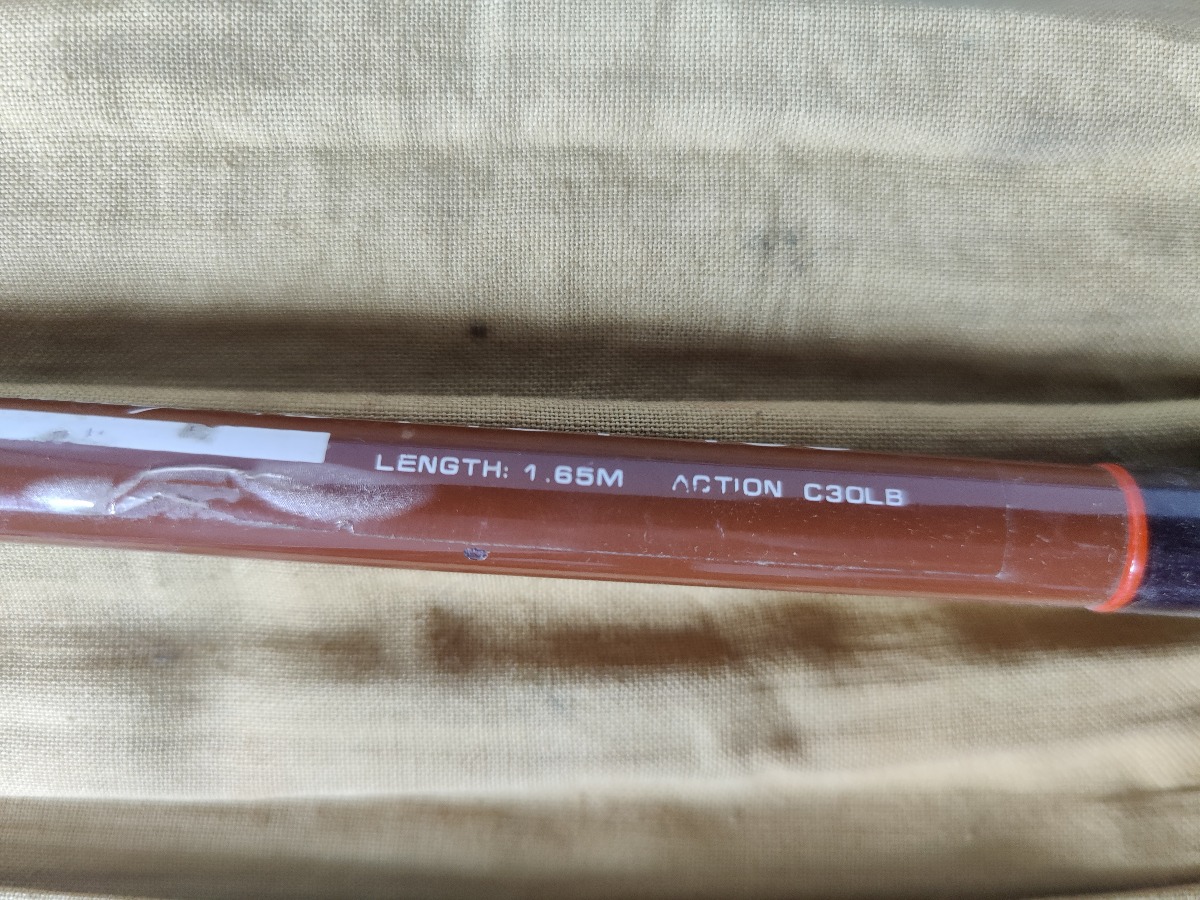 LENGTH: 1.65M ACTION C30LB